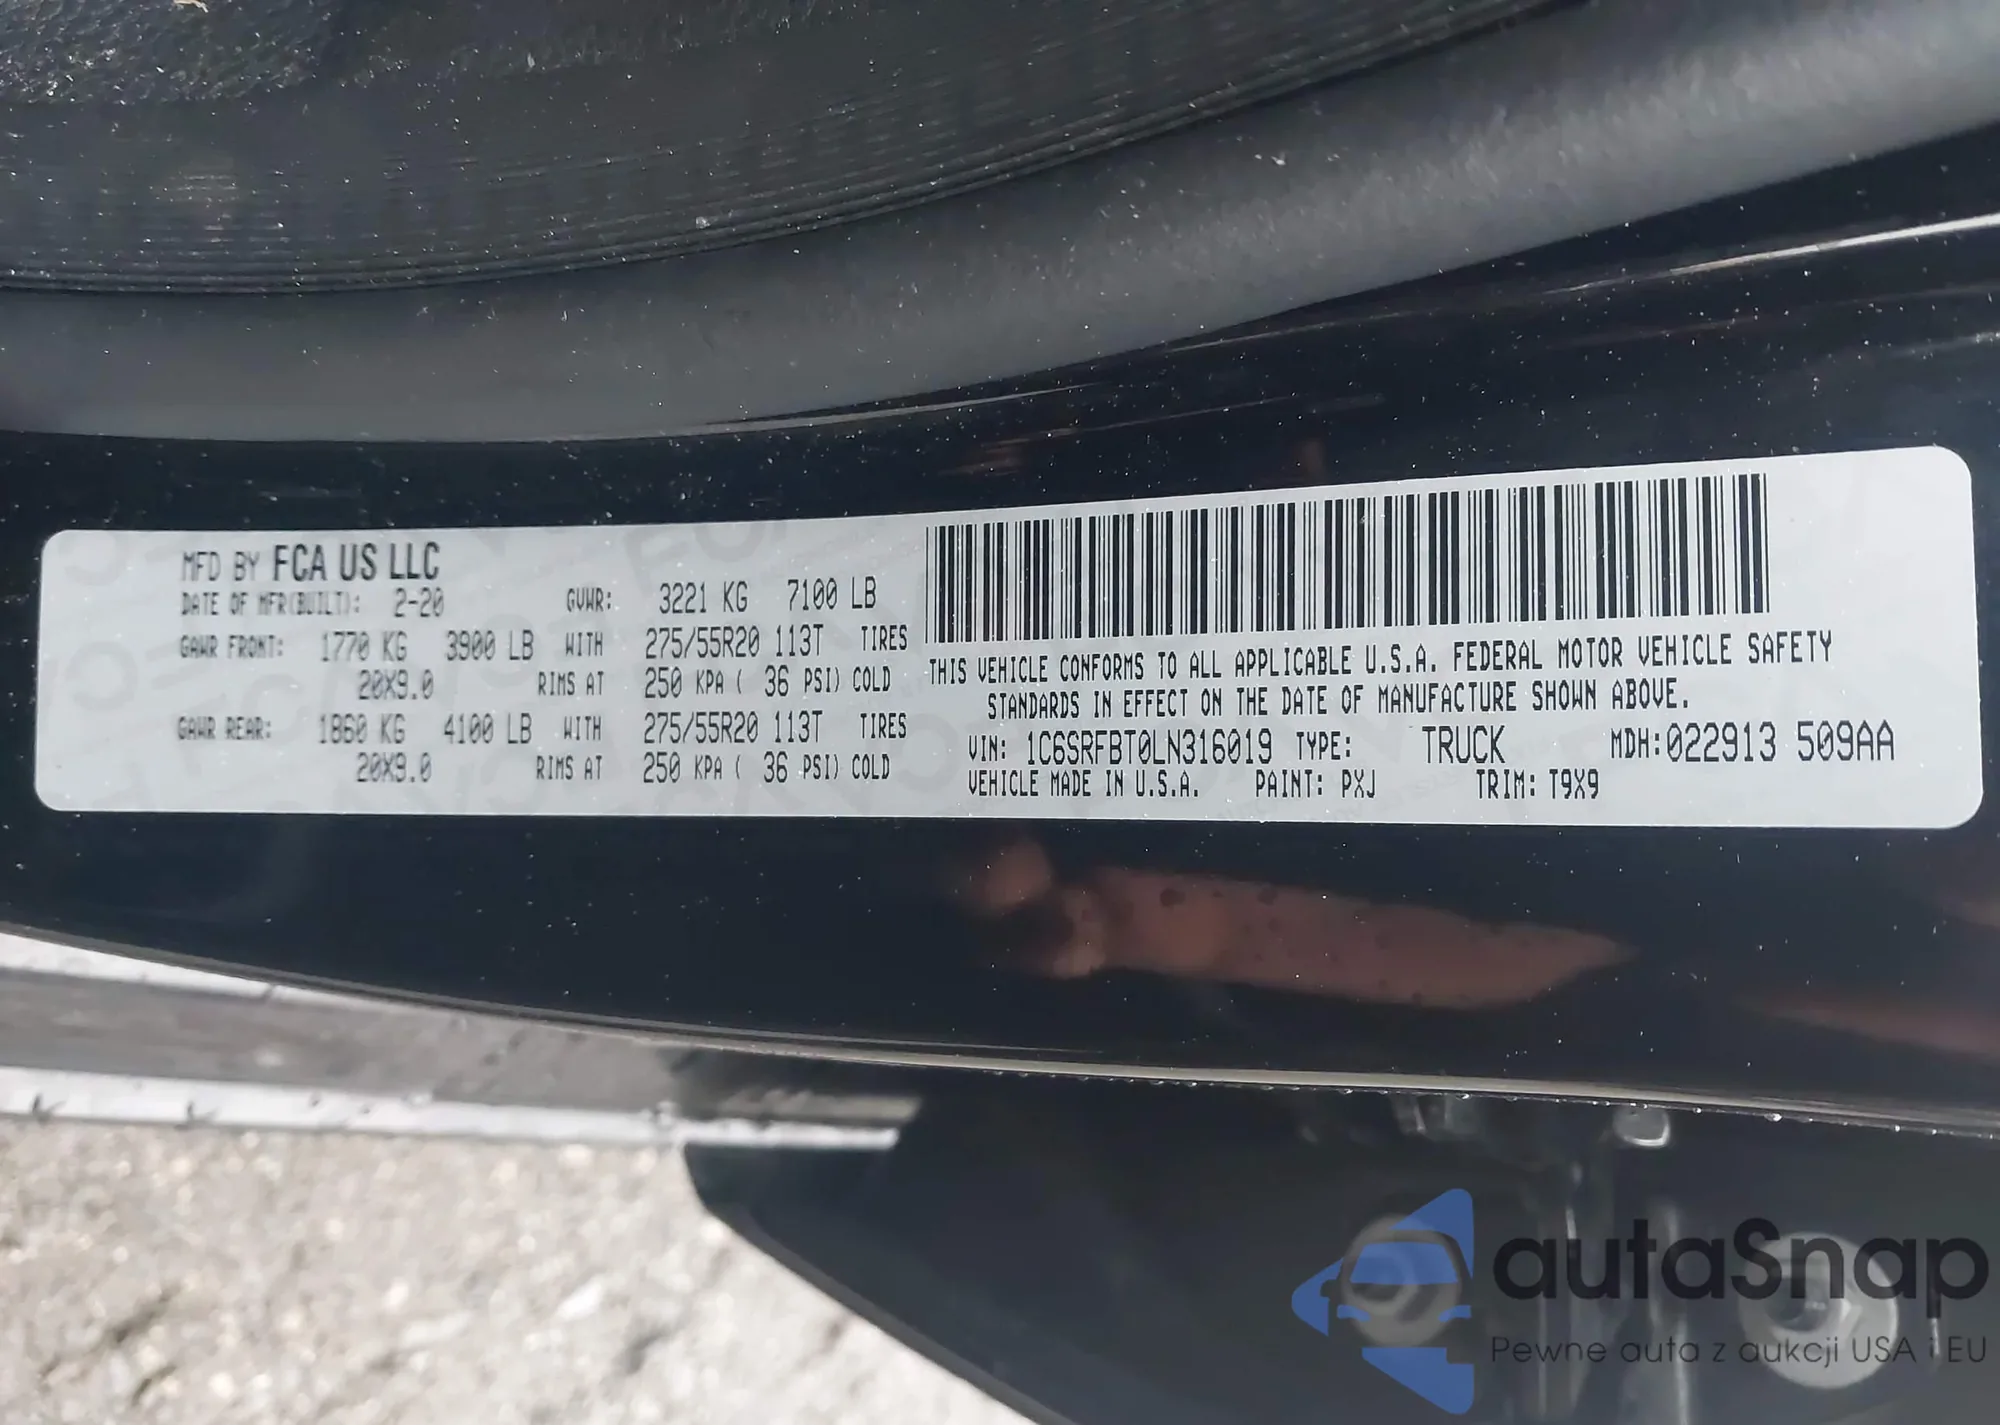 MFD BY FCA US LLC
DATE OF MFR(BUILT): 2-20 GVWR: 3221 KG 7100 LB
GAWR FRONT: 1770 KG 3900 LB WITH 275/55R20 113T TIRES
20X9.0 RIMS AT 250 KPA ( 36 PSI) COLD
GAWR REAR: 1860 KG 4100 LB WITH 275/55R20 113T TIRES
20X9.0 RIMS AT 250 KPA ( 36 PSI) COLD
THIS VEHICLE CONFORMS TO ALL APPLICABLE U.S.A. FEDERAL MOTOR VEHICLE SAFETY
STANDARDS IN EFFECT ON THE DATE OF MANUFACTURE SHOWN ABOVE.
VIN: 1C6SRFBT0LN316019 TYPE: TRUCK MDH:022913 509AA
VEHICLE MADE IN U.S.A. PAINT: PXJ TRIM: T9X9
autaSnap
Pewne auta z aukcji USA i EU